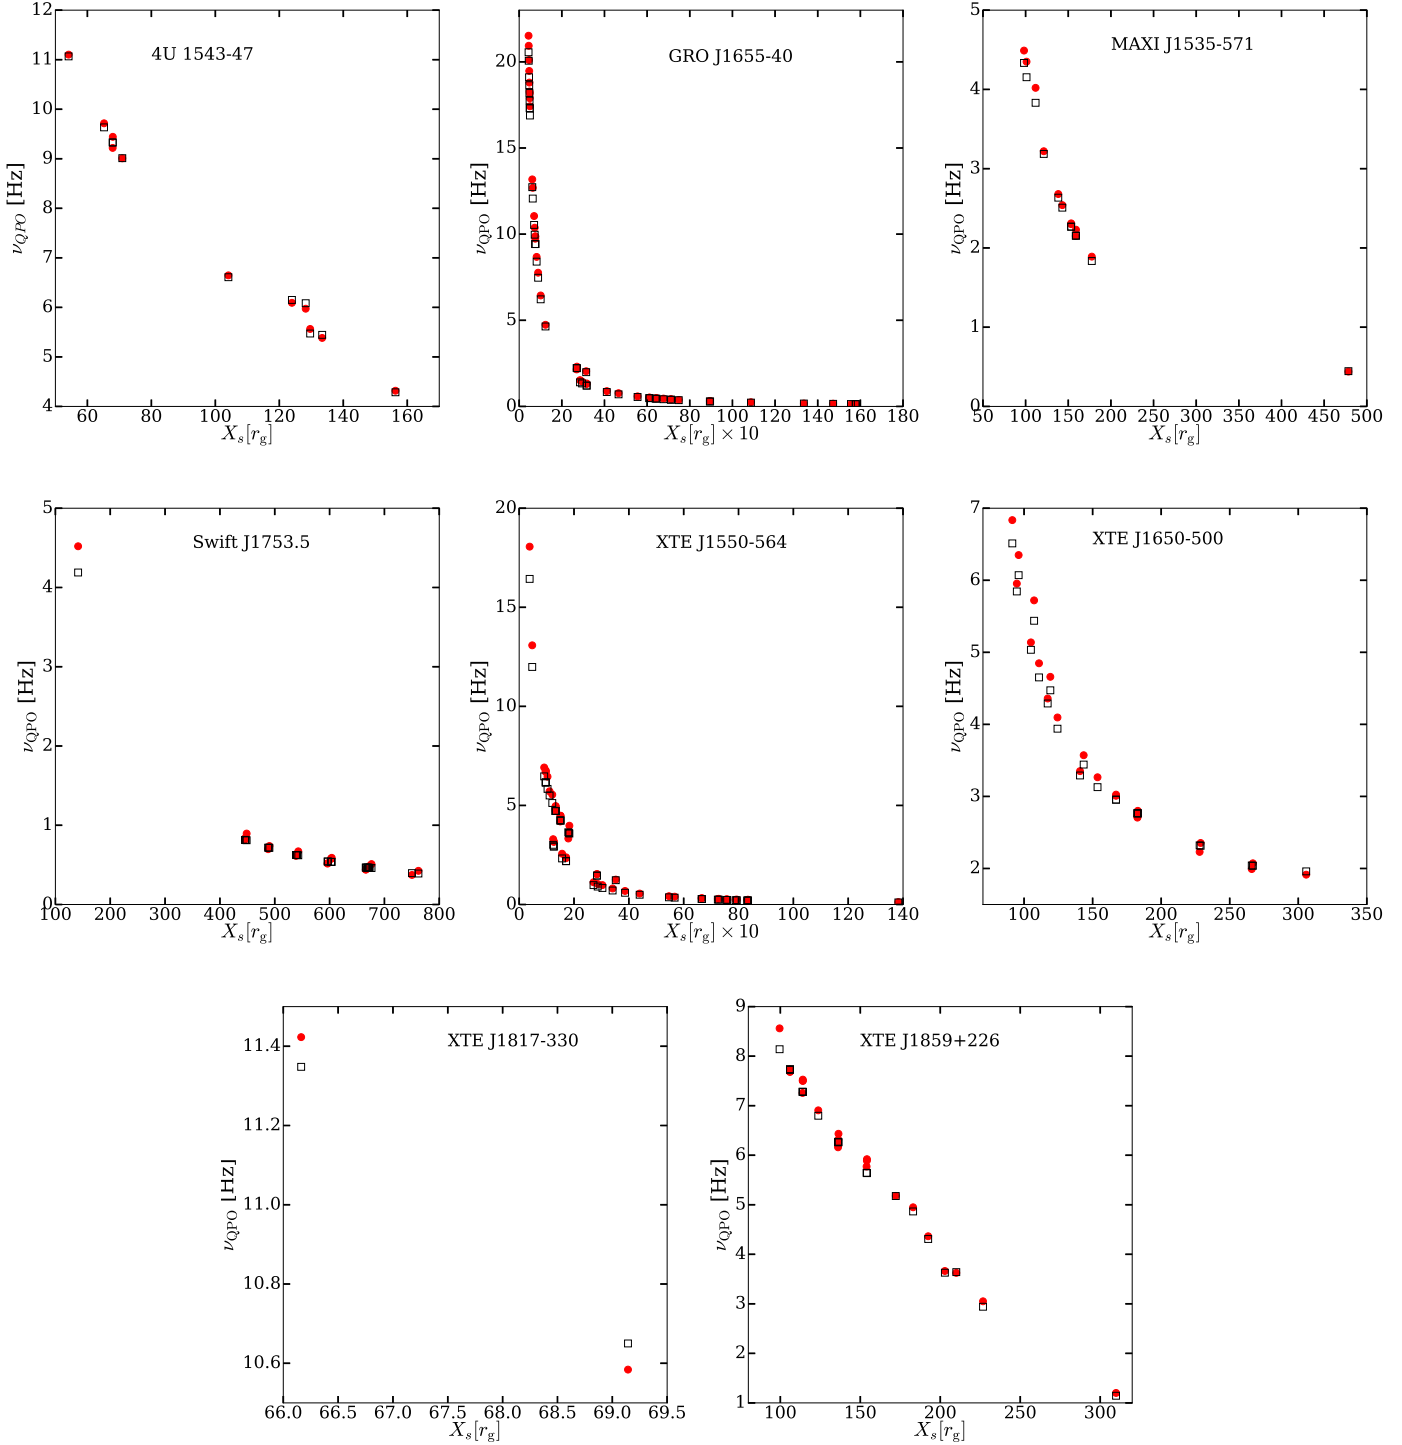 4U 1543-47
12
11
10
9
8
7
6
5
4
60 80 100 120 140 160
ν_QPO [Hz]
X_s[r_g]
GRO J1655-40
20
15
10
5
0
0 20 40 60 80 100 120 140 160 180
ν_QPO [Hz]
X_s[r_g] × 10
MAXI J1535-571
5
4
3
2
1
0
50 100 150 200 250 300 350 400 450 500
ν_QPO [Hz]
X_s[r_g]
Swift J1753.5
5
4
3
2
1
0
100 200 300 400 500 600 700 800
ν_QPO [Hz]
X_s[r_g]
XTE J1550-564
20
15
10
5
0
0 20 40 60 80 100 120 140
ν_QPO [Hz]
X_s[r_g] × 10
XTE J1650-500
7
6
5
4
3
2
100 150 200 250 300 350
ν_QPO [Hz]
X_s[r_g]
XTE J1817-330
11.4
11.2
11.0
10.8
10.6
66.0 66.5 67.0 67.5 68.0 68.5 69.0 69.5
ν_QPO [Hz]
X_s[r_g]
XTE J1859+226
9
8
7
6
5
4
3
2
1
100 150 200 250 300
ν_QPO [Hz]
X_s[r_g]